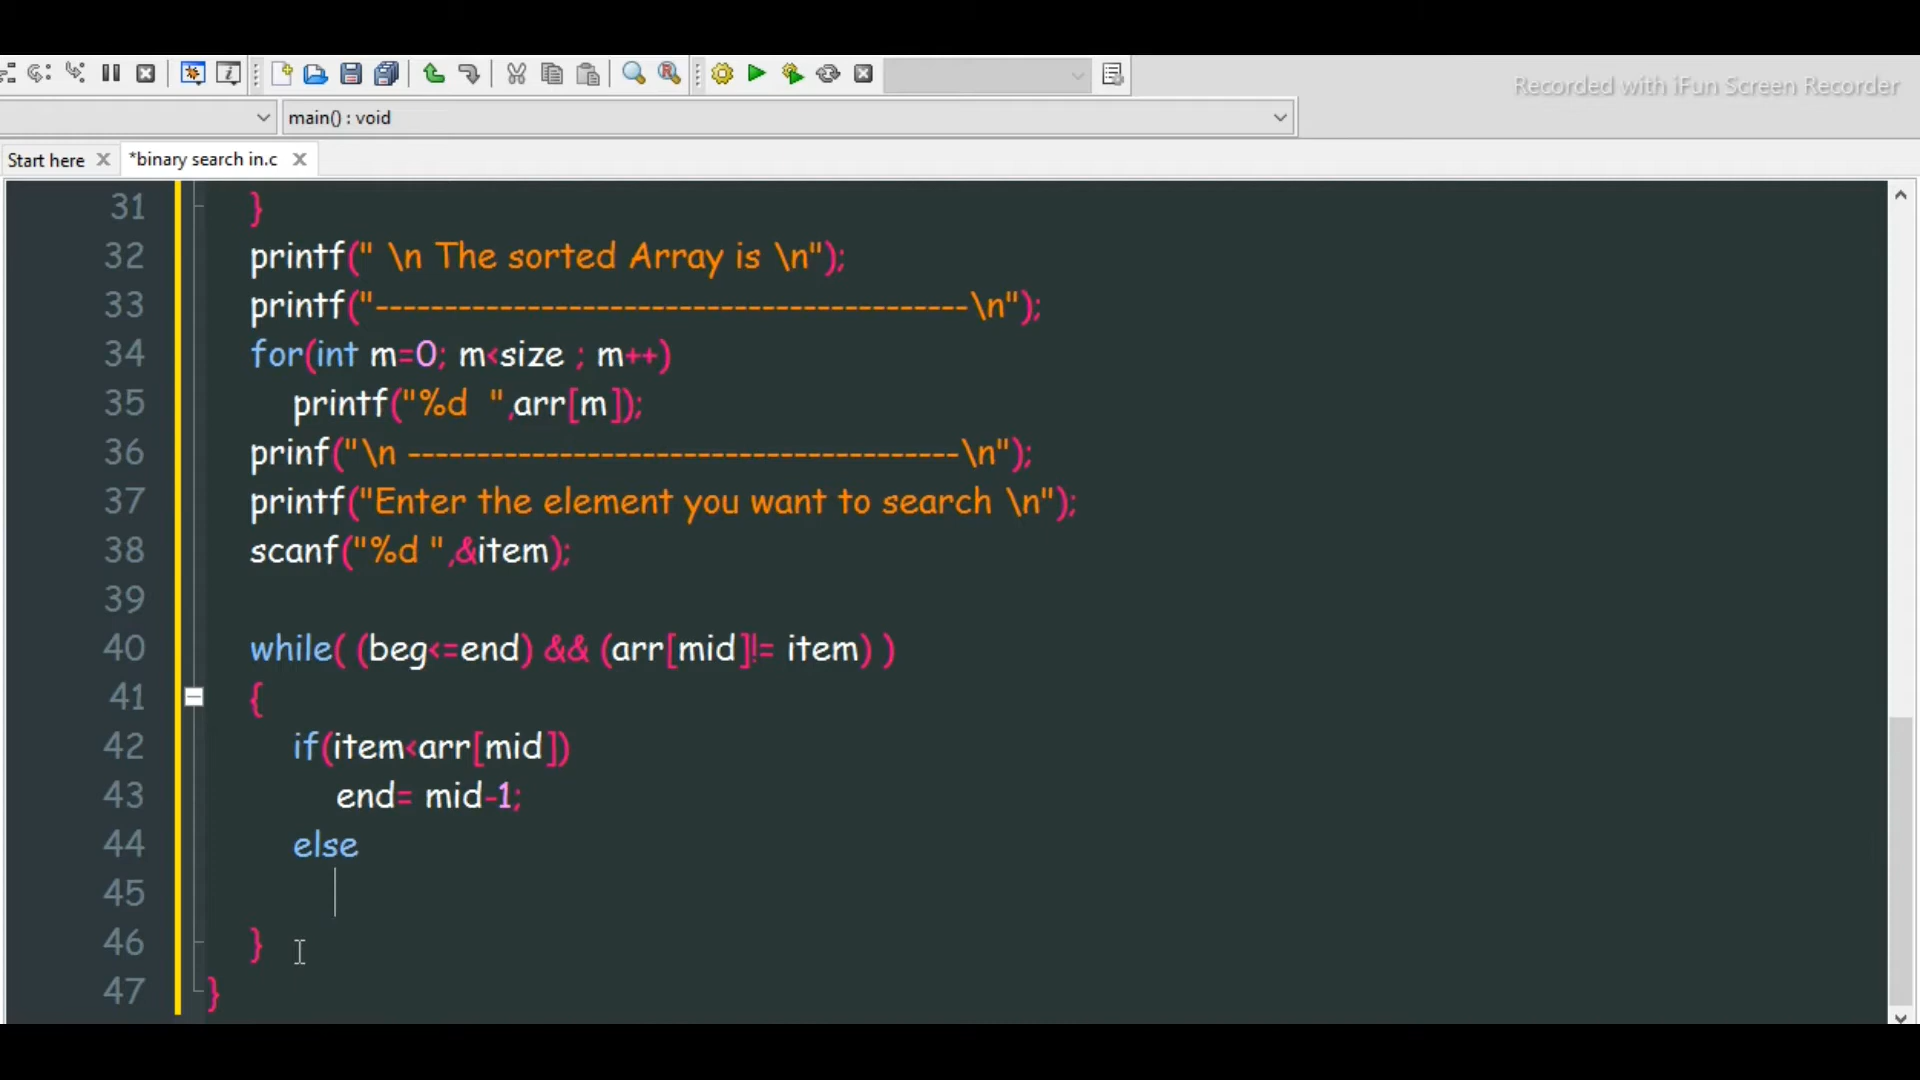 Recorded with iFun Screen Recorder
main() : void
Start here
*binary search in.c
31 }
32 printf(" \n The sorted Array is \n");
33 printf("-------------------------------------------\n");
34 for(int m=0; m<size ; m++)
35 printf("%d  ",arr[m]);
36 prinf("\n ----------------------------------------\n");
37 printf("Enter the element you want to search \n");
38 scanf("%d ",&item);
39
40 while( (beg<=end) && (arr[mid]!= item) )
41 {
42 if(item<arr[mid])
43 end= mid-1;
44 else
45
46 }
47 }